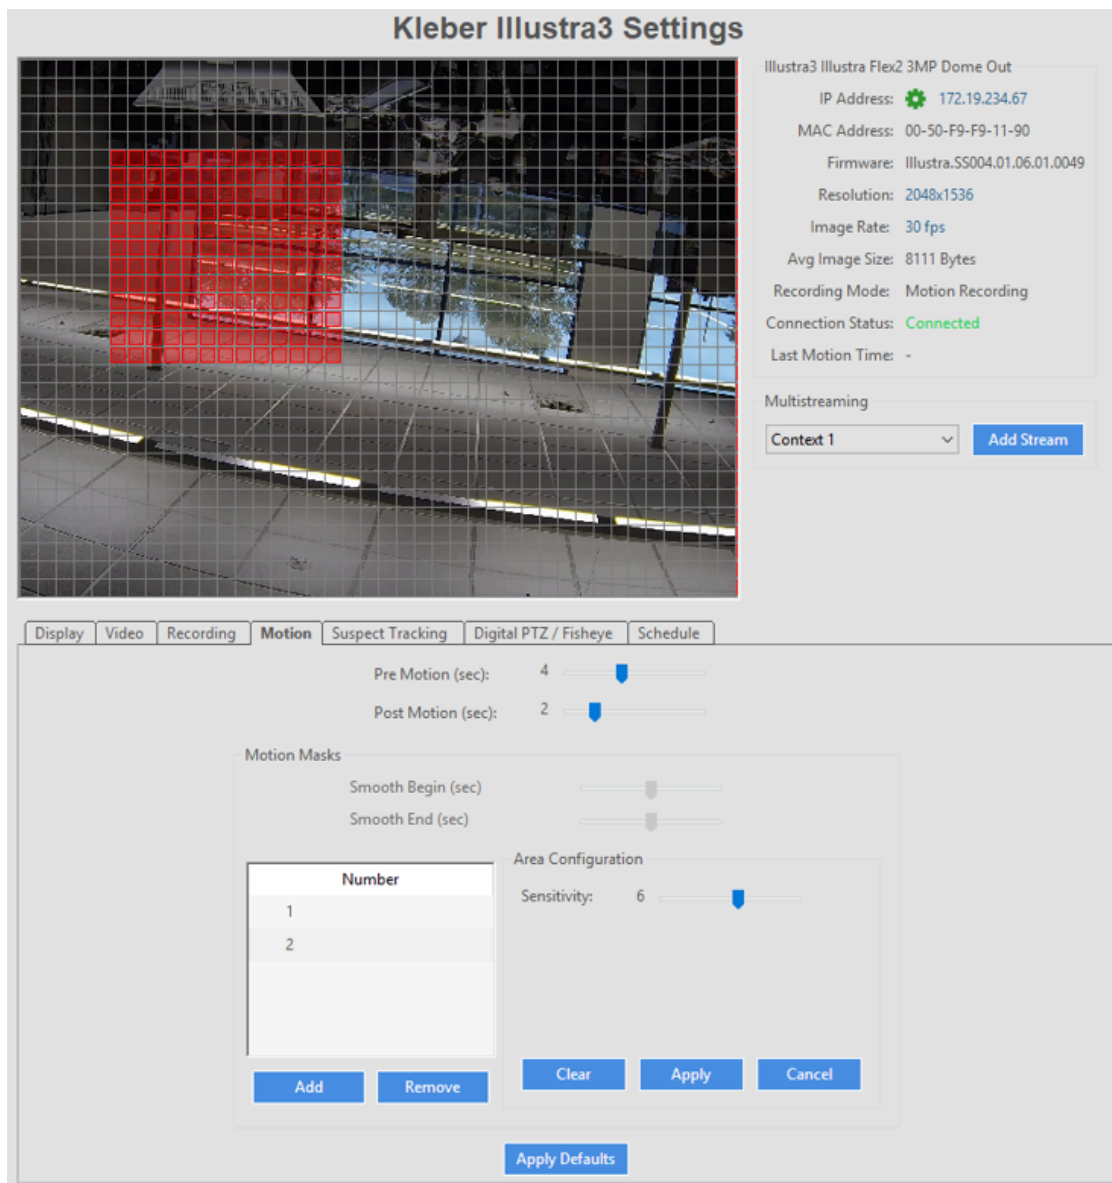 Kleber Illustra3 Settings
Illustra3 Illustra Flex2 3MP Dome Out
IP Address: 172.19.234.67
MAC Address: 00-50-F9-F9-11-90
Firmware: Illustra.SS004.01.06.01.0049
Resolution: 2048x1536
Image Rate: 30 fps
Avg Image Size: 8111 Bytes
Recording Mode: Motion Recording
Connection Status: Connected
Last Motion Time: -
Multistreaming
Context 1 Add Stream
Display Video Recording Motion Suspect Tracking Digital PTZ / Fisheye Schedule
Pre Motion (sec): 4
Post Motion (sec): 2
Motion Masks
Smooth Begin (sec)
Smooth End (sec)
Number
1
2
Add Remove
Area Configuration
Sensitivity: 6
Clear Apply Cancel
Apply Defaults